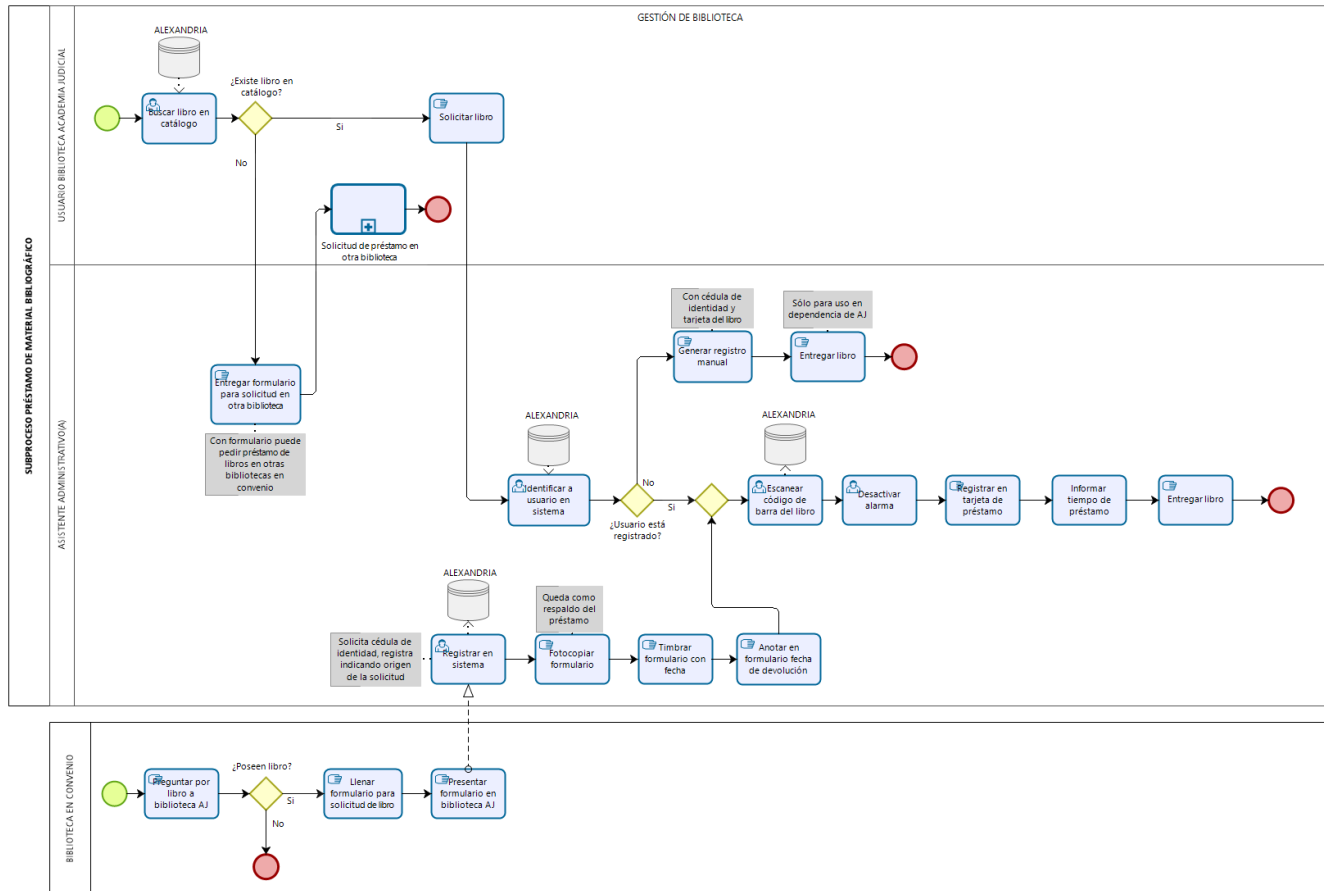 GESTIÓN DE BIBLIOTECA
SUBPROCESO PRÉSTAMO DE MATERIAL BIBLIOGRÁFICO
USUARIO BIBLIOTECA ACADEMIA JUDICIAL
ALEXANDRIA
Buscar libro en
catálogo
¿Existe libro en
catálogo?
Si
No
Solicitar libro
Solicitud de préstamo en
otra biblioteca
ASISTENTE ADMINISTRATIVO(A)
Entregar formulario
para solicitud en
otra biblioteca
Con formulario puede
pedir préstamo de
libros en otras
bibliotecas en
convenio
Con cédula de
identidad y
tarjeta del libro
Generar registro
manual
Sólo para uso en
dependencia de AJ
Entregar libro
ALEXANDRIA
Identificar a
usuario en
sistema
No
Si
¿Usuario está
registrado?
ALEXANDRIA
Escanear
código de
barra del libro
Desactivar
alarma
Registrar en
tarjeta de
préstamo
Informar
tiempo de
préstamo
Entregar libro
ALEXANDRIA
Solicita cédula de
identidad, registra
indicando origen
de la solicitud
Registrar en
sistema
Queda como
respaldo del
préstamo
Fotocopiar
formulario
Timbrar
formulario con
fecha
Anotar en
formulario fecha
de devolución
BIBLIOTECA EN CONVENIO
Preguntar por
libro a
biblioteca AJ
¿Poseen libro?
Si
No
Llenar
formulario para
solicitud de libro
Presentar
formulario en
biblioteca AJ